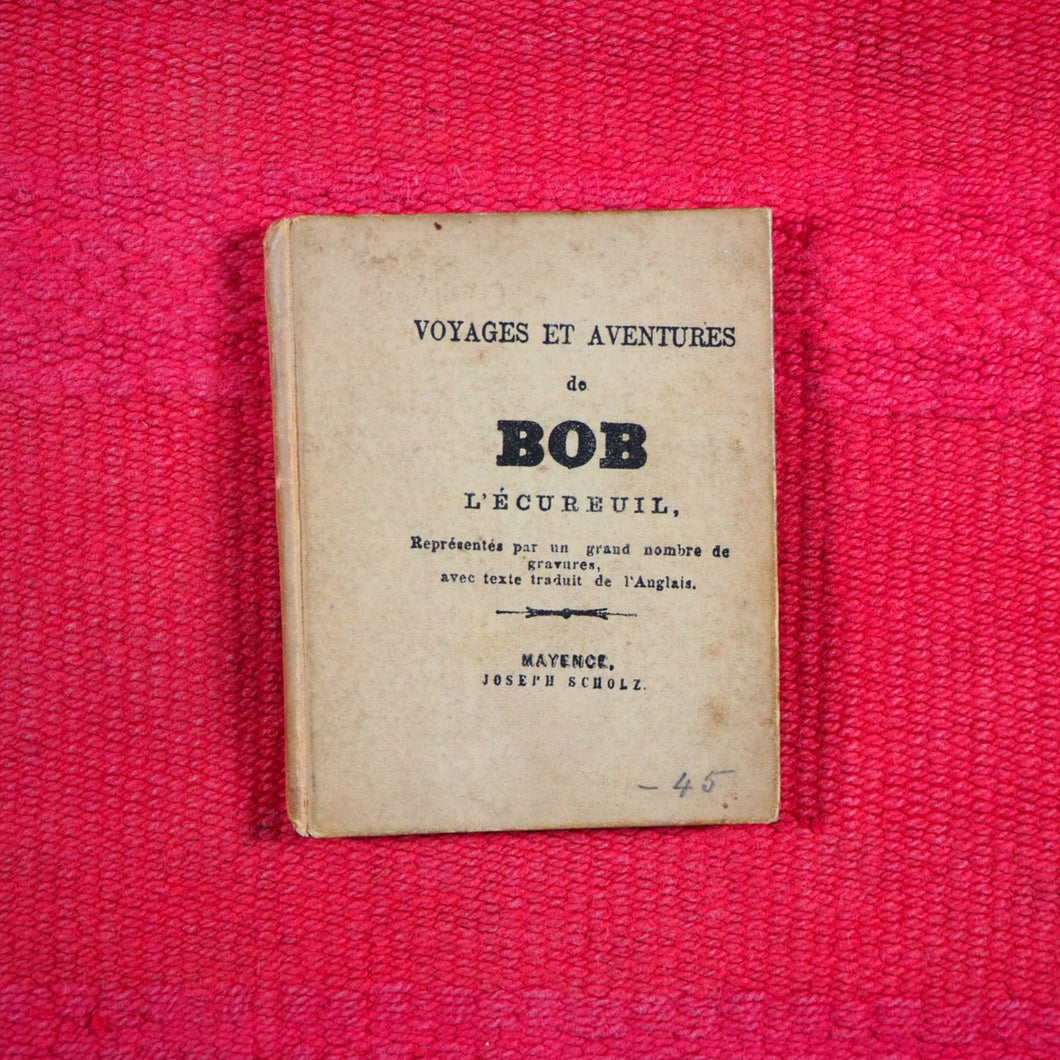 VOYAGES ET AVENTURES
de
BOB
L'ÉCUREUIL,
Représentés par un grand nombre de
gravures,
avec texte traduit de l'Anglais.
MAYENCE,
JOSEPH SCHOLZ.
– 45